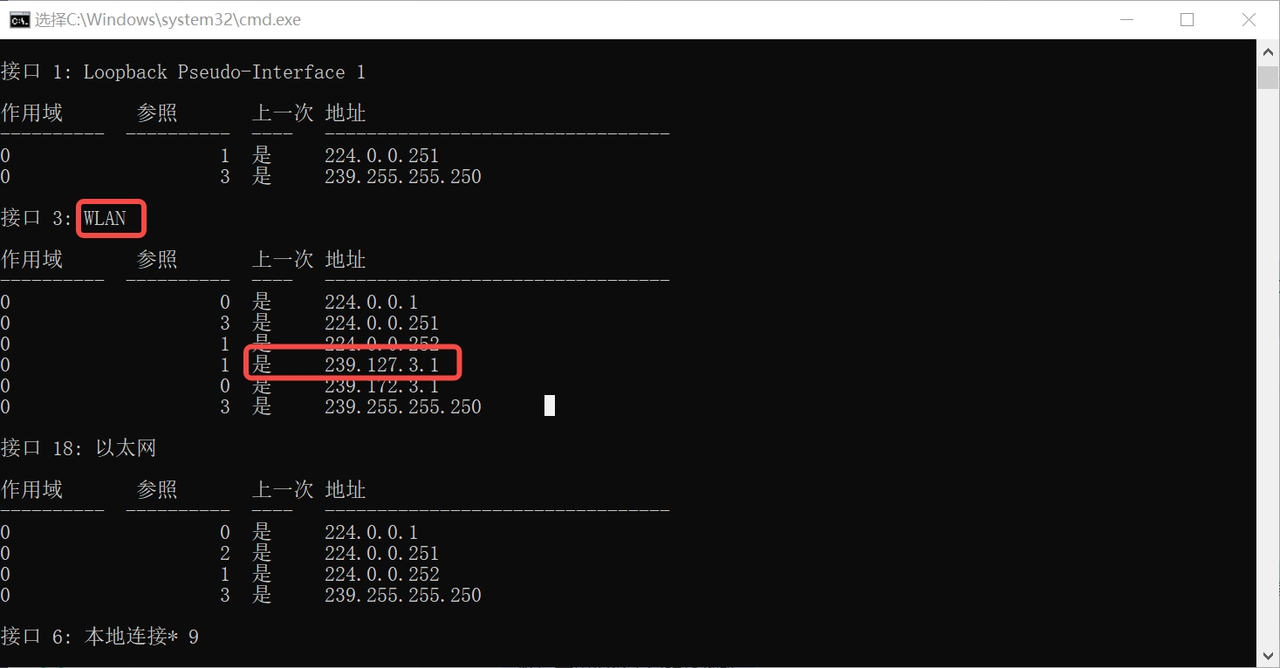 选择C:\Windows\system32\cmd.exe
接口 1: Loopback Pseudo-Interface 1
作用域 参照 上一次 地址
---------- ---------- ---- ---------------------------------
0 1 是 224.0.0.251
0 3 是 239.255.255.250
接口 3: WLAN
作用域 参照 上一次 地址
---------- ---------- ---- ---------------------------------
0 0 是 224.0.0.1
0 3 是 224.0.0.251
0 1 是 224.0.0.252
0 1 是 239.127.3.1
0 0 是 239.172.3.1
0 3 是 239.255.255.250
接口 18: 以太网
作用域 参照 上一次 地址
---------- ---------- ---- ---------------------------------
0 0 是 224.0.0.1
0 2 是 224.0.0.251
0 1 是 224.0.0.252
0 3 是 239.255.255.250
接口 6: 本地连接* 9